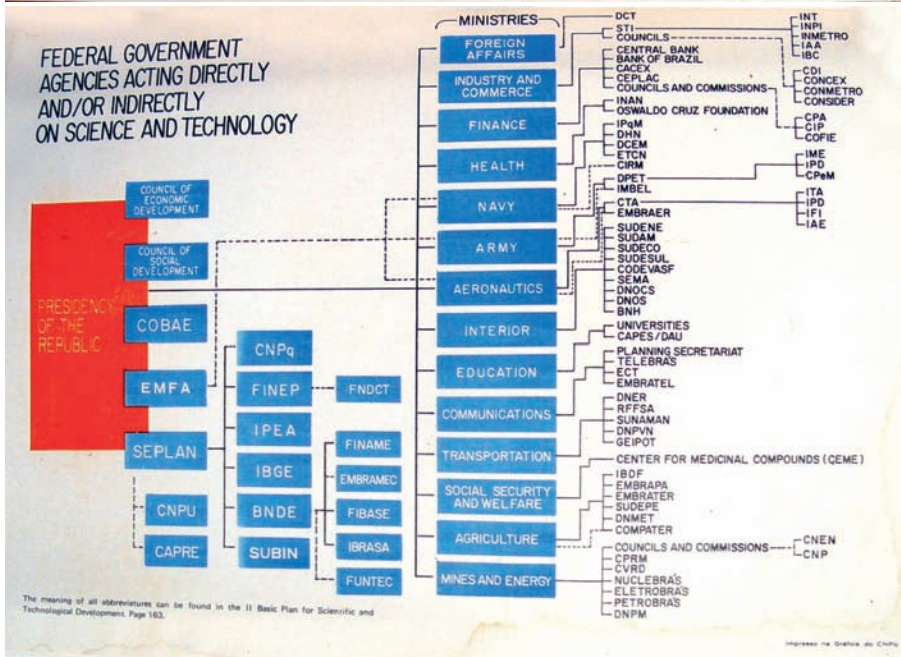 FEDERAL GOVERNMENT
AGENCIES ACTING DIRECTLY
AND/OR INDIRECTLY
ON SCIENCE AND TECHNOLOGY
PRESIDENCY
OF THE
REPUBLIC
COUNCIL OF
ECONOMIC
DEVELOPMENT
COUNCIL OF
SOCIAL
DEVELOPMENT
COBAE
EMFA
SEPLAN
CNPU
CAPRE
CNPq
FINEP
IPEA
IBGE
BNDE
SUBIN
FNDCT
FINAME
EMBRAMEC
FIBASE
IBRASA
FUNTEC
MINISTRIES
FOREIGN
AFFAIRS
INDUSTRY AND
COMMERCE
FINANCE
HEALTH
NAVY
ARMY
AERONAUTICS
INTERIOR
EDUCATION
COMMUNICATIONS
TRANSPORTATION
SOCIAL SECURITY
AND WELFARE
AGRICULTURE
MINES AND ENERGY
DCT
STI
COUNCILS
CENTRAL BANK
BANK OF BRAZIL
CACEX
CEPLAC
COUNCILS AND COMMISSIONS
INAN
OSWALDO CRUZ FOUNDATION
IPqM
DHN
DCEM
ETCN
CIRM
DPET
IMBEL
CTA
EMBRAER
SUDENE
SUDAM
SUDECO
SUDESUL
CODEVASF
SEMA
DNOCS
DNOS
BNH
UNIVERSITIES
CAPES/DAU
PLANNING SECRETARIAT
TELEBRÁS
ECT
EMBRATEL
DNER
RFFSA
SUNAMAN
DNPVN
GEIPOT
CENTER FOR MEDICINAL COMPOUNDS (ÇEME)
IBDF
EMBRAPA
EMBRATER
SUDEPE
DNMET
COMPATER
COUNCILS AND COMMISSIONS
CPRM
CVRD
NUCLEBRÁS
ELETROBRÁS
PETROBRÁS
DNPM
INT
INPI
INMETRO
IAA
IBC
CDI
CONCEX
CONMETRO
CONSIDER
CPA
CIP
COFIE
IME
IPD
CPeM
ITA
IPD
IFI
IAE
CNEN
CNP
The meaning of all abbreviatures can be found in the II Basic Plan for Scientific and
Technological Development. Page 163.
Impresso na Gráfica do CNPq